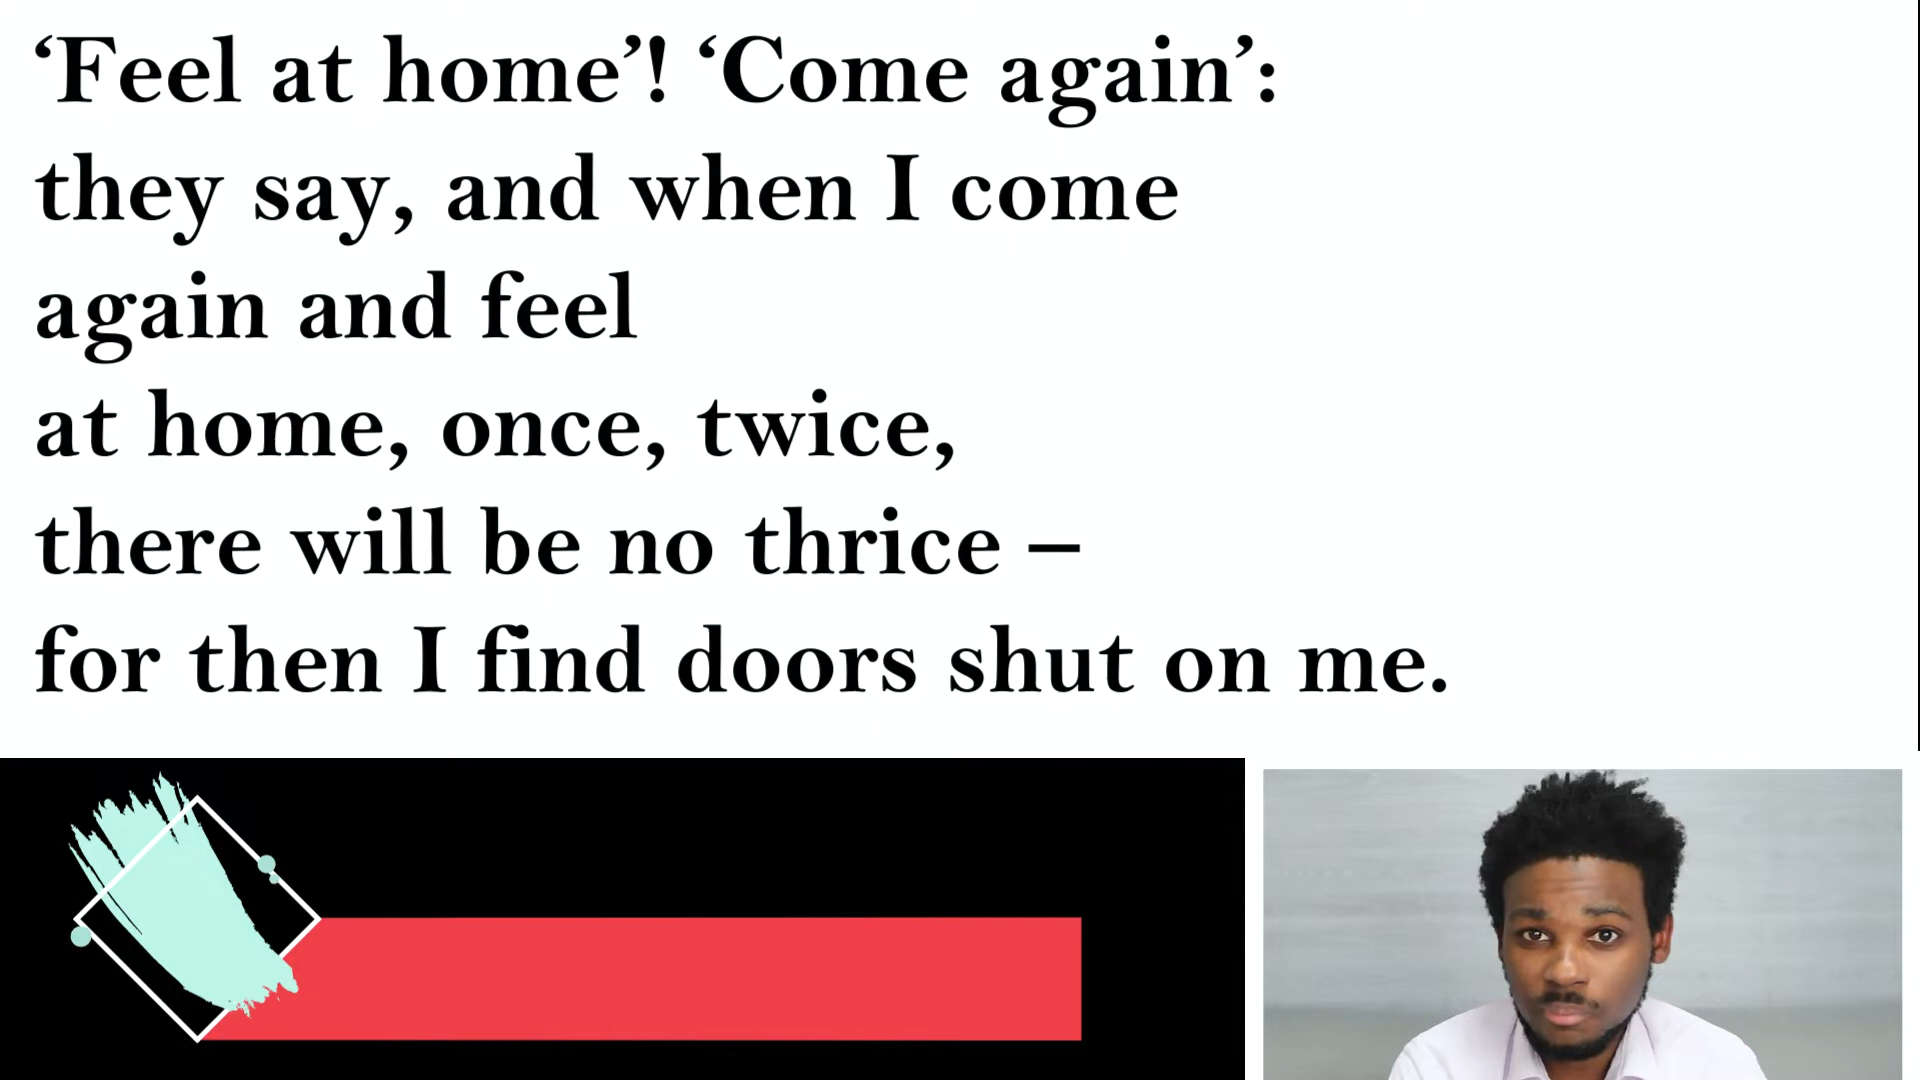 ‘Feel at home’! ‘Come again’:
they say, and when I come
again and feel
at home, once, twice,
there will be no thrice –
for then I find doors shut on me.